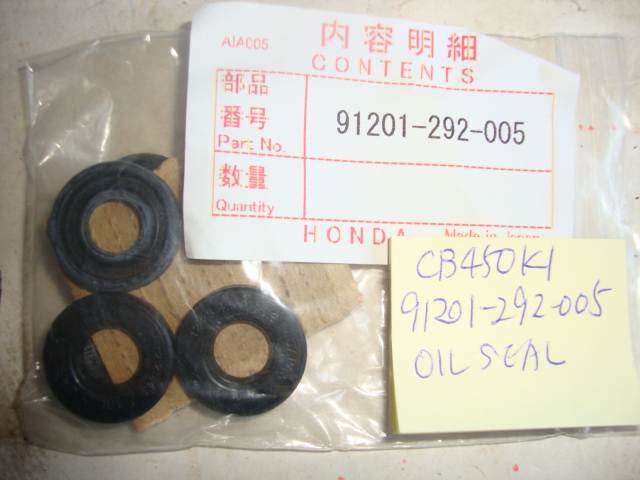 AIAC05
内容明細
CONTENTS
部品
番号
Part No.
91201-292-005
数量
Quantity
HONDA Made in Japan
CB450K1
91201-292-005
OIL SEAL